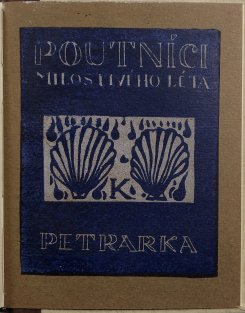 POUTNÍCI
MILOSTIVÉHO LÉTA
K
PETRARKA